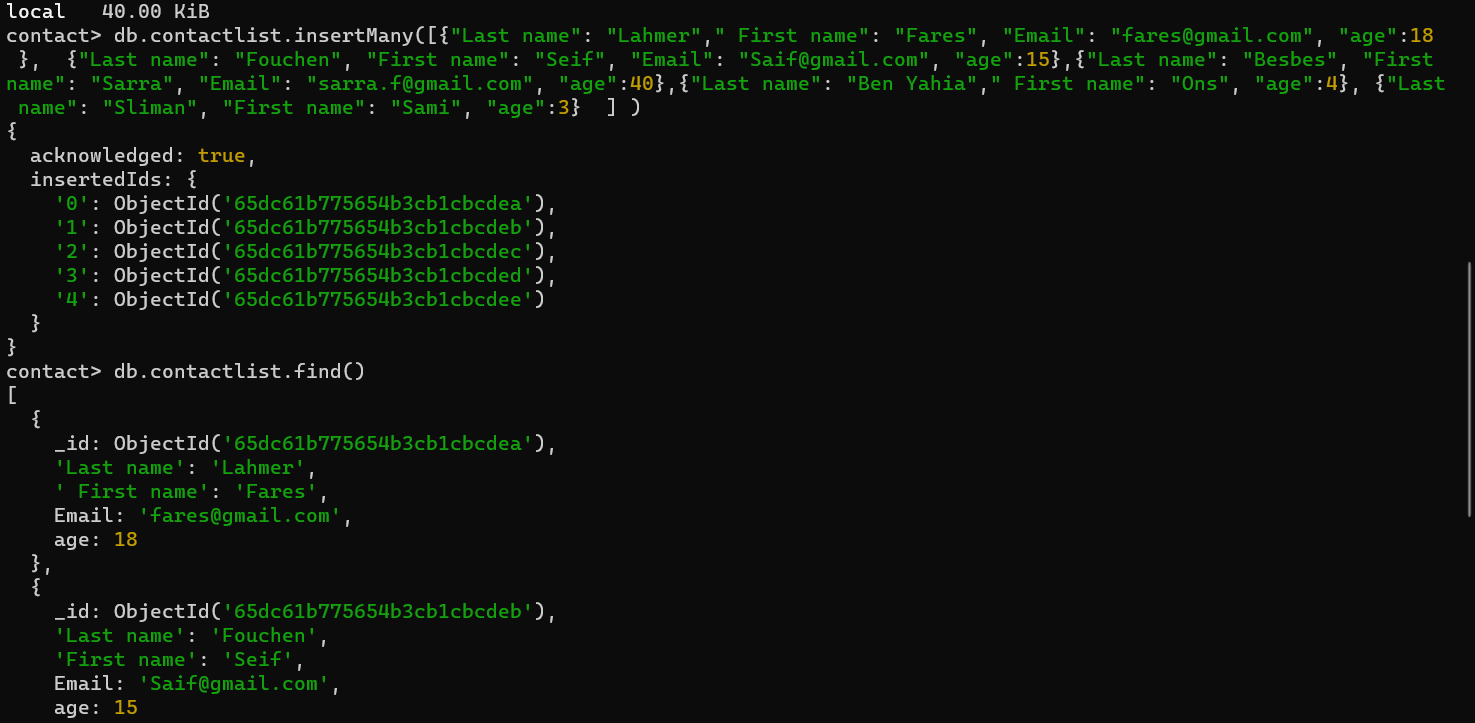 local   40.00 KiB
contact> db.contactlist.insertMany([{"Last name": "Lahmer"," First name": "Fares", "Email": "fares@gmail.com", "age":18
 },  {"Last name": "Fouchen", "First name": "Seif", "Email": "Saif@gmail.com", "age":15},{"Last name": "Besbes", "First
name": "Sarra", "Email": "sarra.f@gmail.com", "age":40},{"Last name": "Ben Yahia"," First name": "Ons", "age":4}, {"Last
 name": "Sliman", "First name": "Sami", "age":3}  ] )
{
  acknowledged: true,
  insertedIds: {
    '0': ObjectId('65dc61b775654b3cb1cbcdea'),
    '1': ObjectId('65dc61b775654b3cb1cbcdeb'),
    '2': ObjectId('65dc61b775654b3cb1cbcdec'),
    '3': ObjectId('65dc61b775654b3cb1cbcded'),
    '4': ObjectId('65dc61b775654b3cb1cbcdee')
  }
}
contact> db.contactlist.find()
[
  {
    _id: ObjectId('65dc61b775654b3cb1cbcdea'),
    'Last name': 'Lahmer',
    ' First name': 'Fares',
    Email: 'fares@gmail.com',
    age: 18
  },
  {
    _id: ObjectId('65dc61b775654b3cb1cbcdeb'),
    'Last name': 'Fouchen',
    'First name': 'Seif',
    Email: 'Saif@gmail.com',
    age: 15